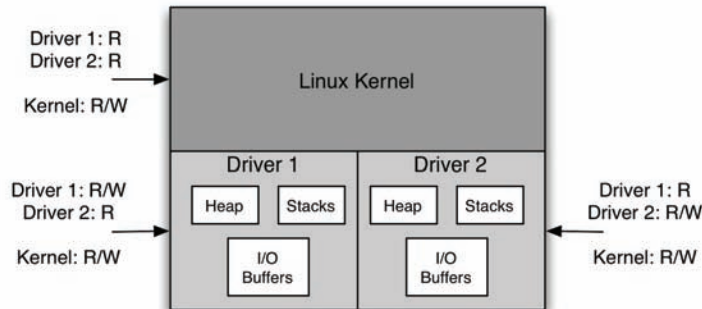 Driver 1: R
Driver 2: R
Kernel: R/W
Linux Kernel
Driver 1: R/W
Driver 2: R
Kernel: R/W
Driver 1
Heap
Stacks
I/O
Buffers
Driver 2
Heap
Stacks
I/O
Buffers
Driver 1: R
Driver 2: R/W
Kernel: R/W